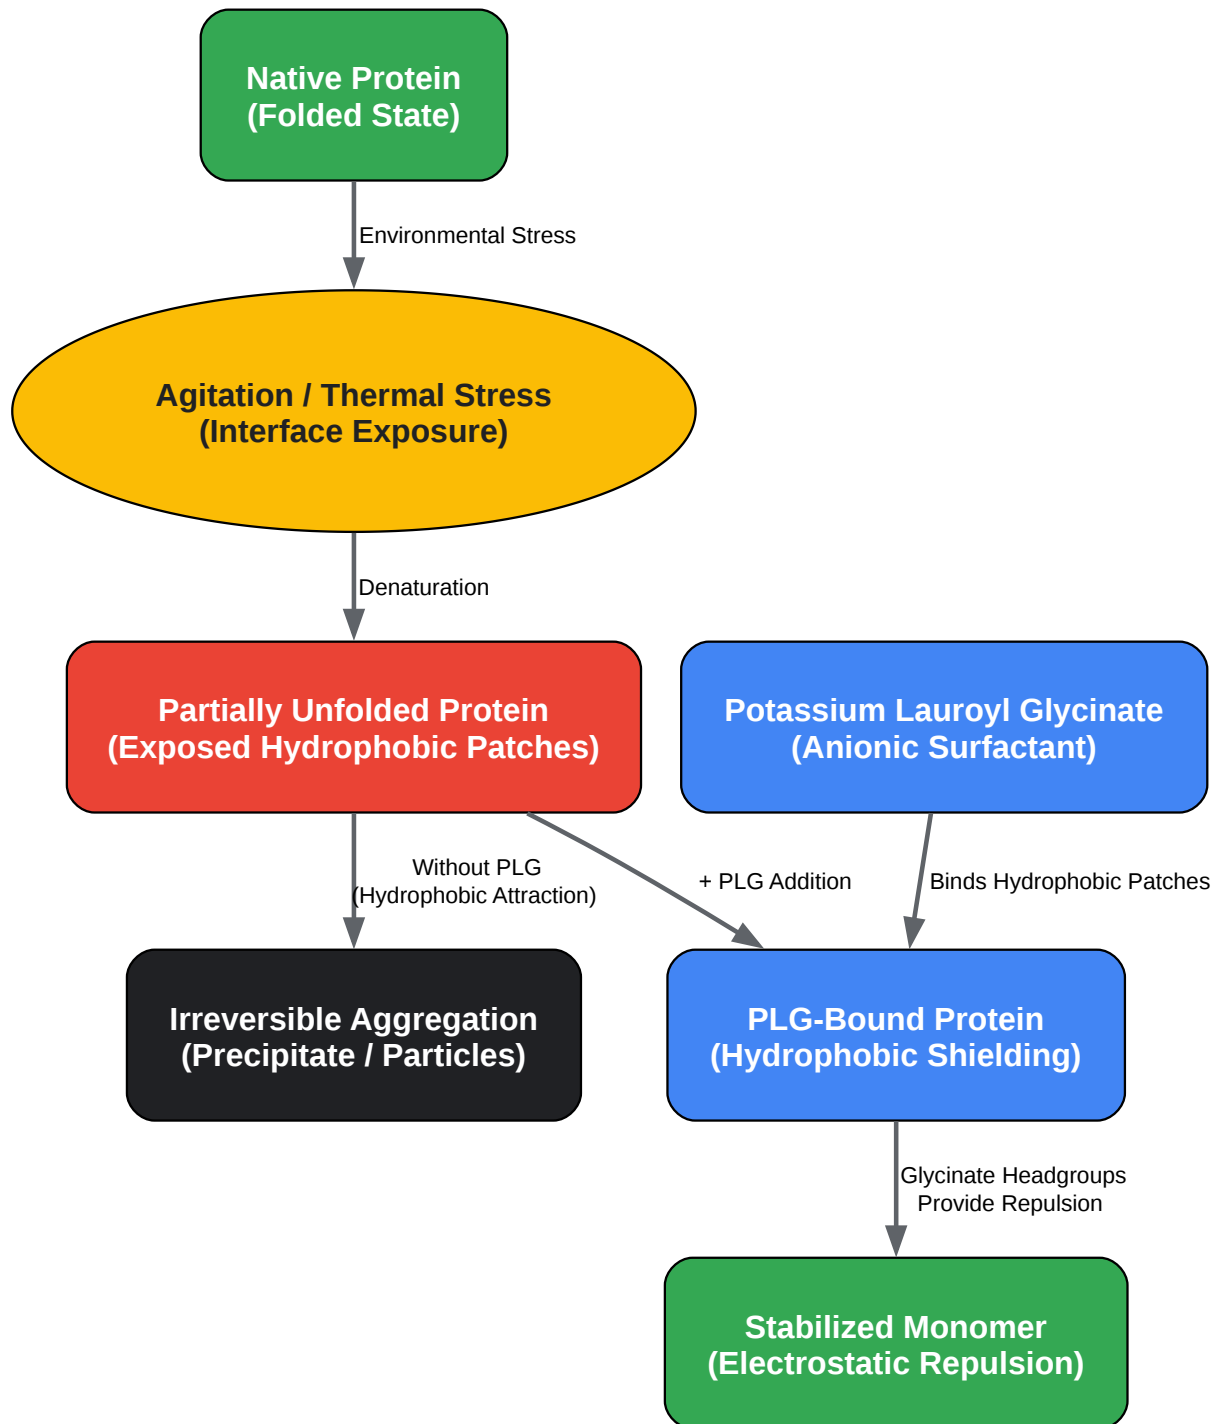 Native Protein
(Folded State)
Environmental Stress
Agitation / Thermal Stress
(Interface Exposure)
Denaturation
Partially Unfolded Protein
(Exposed Hydrophobic Patches)
Potassium Lauroyl Glycinate
(Anionic Surfactant)
Without PLG
(Hydrophobic Attraction)
+ PLG Addition
Binds Hydrophobic Patches
Irreversible Aggregation
(Precipitate / Particles)
PLG-Bound Protein
(Hydrophobic Shielding)
Glycinate Headgroups
Provide Repulsion
Stabilized Monomer
(Electrostatic Repulsion)